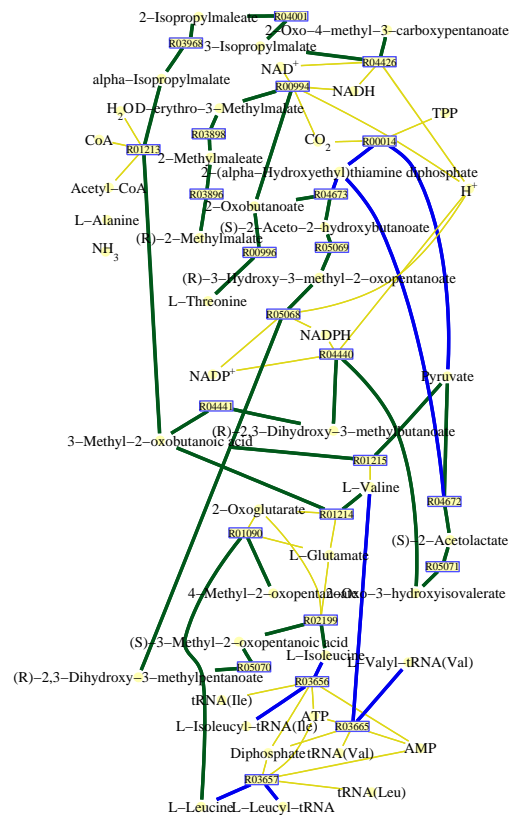 2-Isopropylmaleate
R04001
2-Oxo-4-methyl-3-carboxypentanoate
R03968
3-Isopropylmalate
R04426
NAD+
alpha-Isopropylmalate
R00994
NADH
H2O
D-erythro-3-Methylmalate
TPP
R03898
CoA
CO2
R00014
R01213
2-Methylmaleate
2-(alpha-Hydroxyethyl)thiamine diphosphate
Acetyl-CoA
R03896
R04673
H+
2-Oxobutanoate
L-Alanine
(S)-2-Aceto-2-hydroxybutanoate
(R)-2-Methylmalate
NH3
R00996
R05069
(R)-3-Hydroxy-3-methyl-2-oxopentanoate
L-Threonine
R05068
NADPH
R04440
NADP+
Pyruvate
R04441
(R)-2,3-Dihydroxy-3-methylbutanoate
3-Methyl-2-oxobutanoic acid
R01215
L-Valine
R04672
2-Oxoglutarate
R01214
R01090
(S)-2-Acetolactate
L-Glutamate
R05071
4-Methyl-2-oxopentanoate
2-Oxo-3-hydroxyisovalerate
R02199
(S)-3-Methyl-2-oxopentanoic acid
L-Isoleucine
L-Valyl-tRNA(Val)
R05070
(R)-2,3-Dihydroxy-3-methylpentanoate
R03656
tRNA(Ile)
ATP
L-Isoleucyl-tRNA(Ile)
R03665
AMP
Diphosphate
tRNA(Val)
R03657
tRNA(Leu)
L-Leucine
L-Leucyl-tRNA